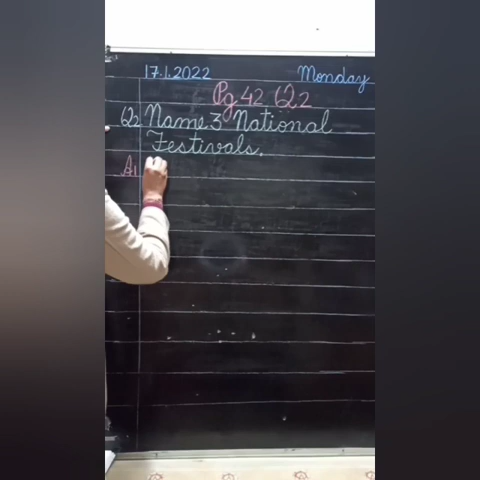 17.1.2022 Monday
Pg 42 Q2
Q2 Name 3 National
Festivals.
A1